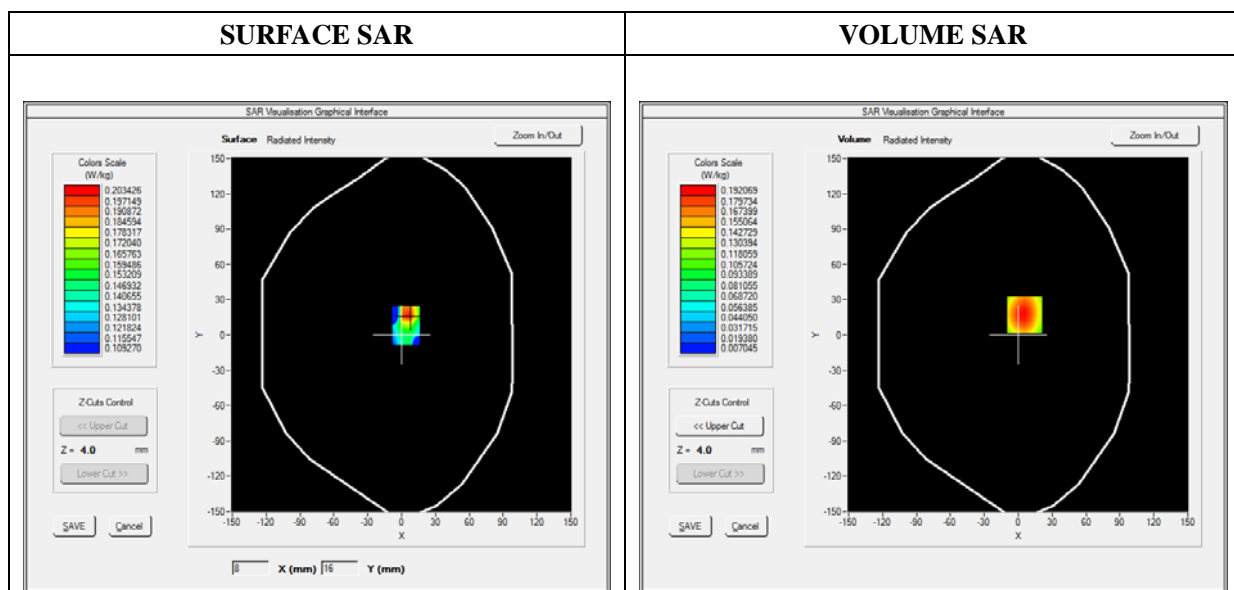 SURFACE SAR
VOLUME SAR
SAR Visualisation Graphical Interface
Surface Radiated Intensity
Zoom In/Out
Colors Scale
(W/kg)
0.203426
0.197149
0.190872
0.184594
0.178317
0.172040
0.165763
0.159486
0.153209
0.146932
0.140655
0.134378
0.128101
0.121824
0.115547
0.109270
Z-Cuts Control
<< Upper Cut
Z = 4.0 mm
Lower Cut >>
SAVE Cancel
150
120
90
60
30
0
-30
-60
-90
-120
-150
Y
-150 -120 -90 -60 -30 0 30 60 90 120 150
X
8 X (mm) 16 Y (mm)
SAR Visualisation Graphical Interface
Volume Radiated Intensity
Zoom In/Out
Colors Scale
(W/kg)
0.192069
0.179734
0.167399
0.155064
0.142729
0.130394
0.118059
0.105724
0.093389
0.081055
0.068720
0.056385
0.044050
0.031715
0.019380
0.007045
Z-Cuts Control
<< Upper Cut
Z = 4.0 mm
Lower Cut >>
SAVE Cancel
150
120
90
60
30
0
-30
-60
-90
-120
-150
Y
-150 -120 -90 -60 -30 0 30 60 90 120 150
X